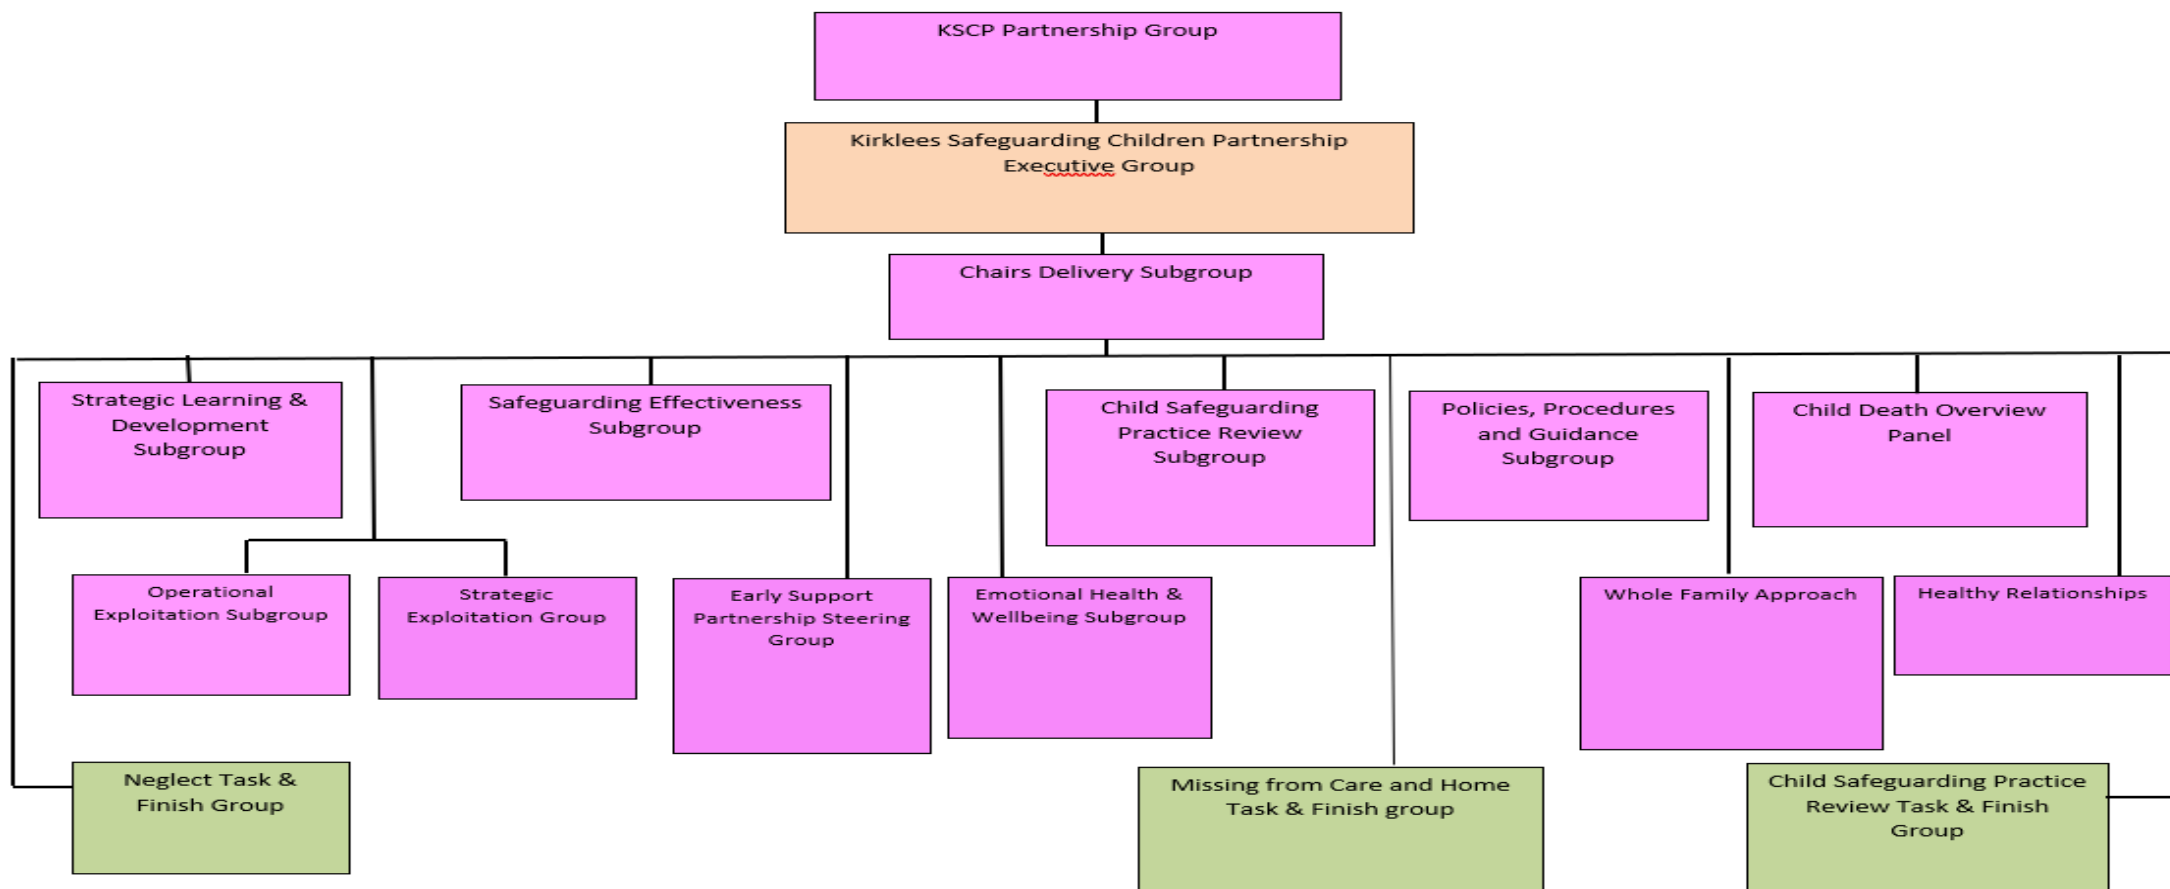 KSCP Partnership Group
Kirklees Safeguarding Children Partnership
Executive Group
Chairs Delivery Subgroup
Strategic Learning &
Development
Subgroup
Safeguarding Effectiveness
Subgroup
Child Safeguarding
Practice Review
Subgroup
Policies, Procedures
and Guidance
Subgroup
Child Death Overview
Panel
Operational
Exploitation Subgroup
Strategic
Exploitation Group
Early Support
Partnership Steering
Group
Emotional Health &
Wellbeing Subgroup
Whole Family Approach
Healthy Relationships
Neglect Task &
Finish Group
Missing from Care and Home
Task & Finish group
Child Safeguarding Practice
Review Task & Finish
Group